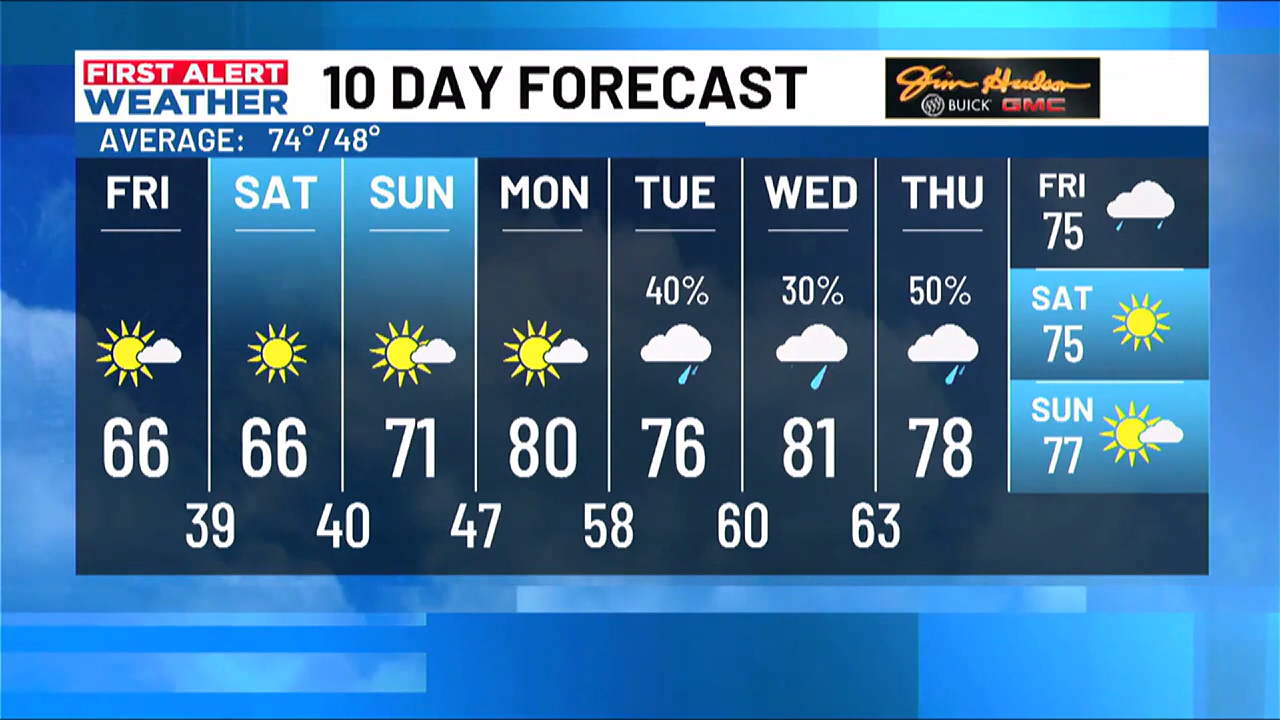 FIRST ALERT
WEATHER
10 DAY FORECAST
Jim Hudson
BUICK GMC
AVERAGE: 74°/48°
FRI SAT SUN MON TUE WED THU
40% 30% 50%
66 66 71 80 76 81 78
39 40 47 58 60 63
FRI
75
SAT
75
SUN
77